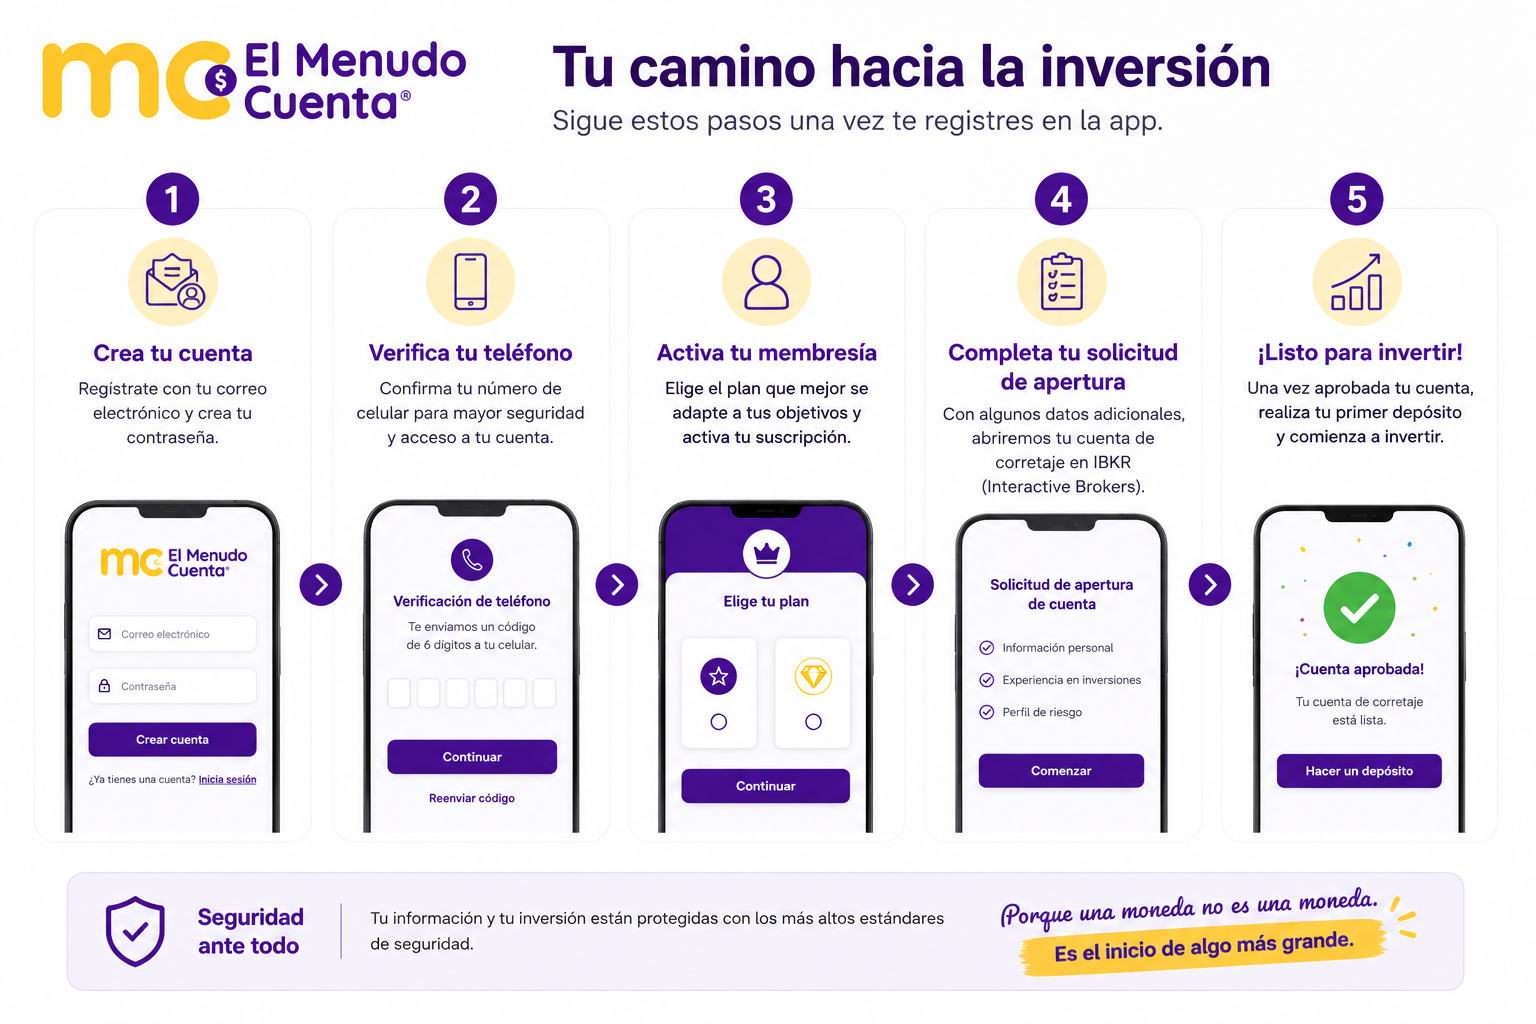 mc$ El Menudo
Cuenta®
Tu camino hacia la inversión
Sigue estos pasos una vez te registres en la app.
1
Crea tu cuenta
Regístrate con tu correo
electrónico y crea tu
contraseña.
mc El Menudo
Cuenta®
Correo electrónico
Contraseña
Crear cuenta
¿Ya tienes una cuenta? Inicia sesión
2
Verifica tu teléfono
Confirma tu número de
celular para mayor seguridad
y acceso a tu cuenta.
Verificación de teléfono
Te enviamos un código
de 6 dígitos a tu celular.
Continuar
Reenviar código
3
Activa tu membresía
Elige el plan que mejor se
adapte a tus objetivos y
activa tu suscripción.
Elige tu plan
Continuar
4
Completa tu solicitud
de apertura
Con algunos datos adicionales,
abriremos tu cuenta de
corretaje en IBKR
(Interactive Brokers).
Solicitud de apertura
de cuenta
Información personal
Experiencia en inversiones
Perfil de riesgo
Comenzar
5
¡Listo para invertir!
Una vez aprobada tu cuenta,
realiza tu primer depósito
y comienza a invertir.
¡Cuenta aprobada!
Tu cuenta de corretaje
está lista.
Hacer un depósito
Seguridad
ante todo
Tu información y tu inversión están protegidas con los más altos estándares
de seguridad.
Porque una moneda no es una moneda.
Es el inicio de algo más grande.